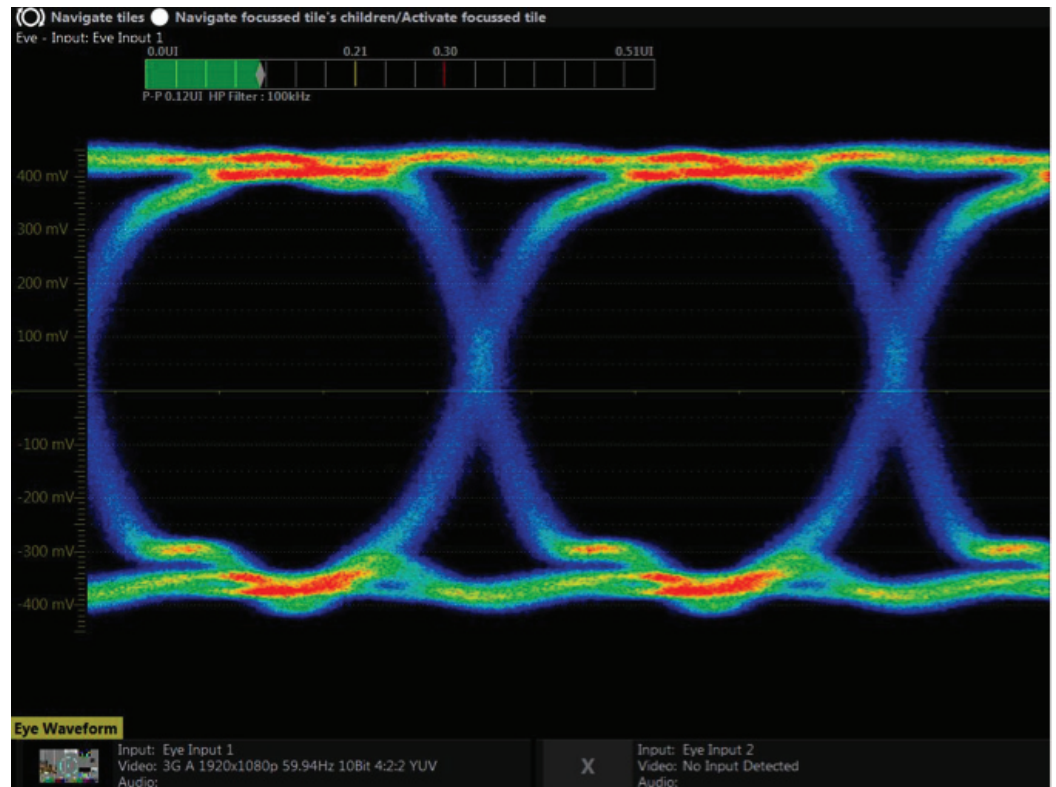 Navigate tiles Navigate focussed tile's children/Activate focussed tile
Eye - Input: Eye Input 1
0.0UI 0.21 0.30 0.51UI
P-P 0.12UI HP Filter : 100kHz
400 mV
300 mV
200 mV
100 mV
-100 mV
-200 mV
-300 mV
-400 mV
Eye Waveform
Input: Eye Input 1
Video: 3G A 1920x1080p 59.94Hz 10Bit 4:2:2 YUV
Audio:
X
Input: Eye Input 2
Video: No Input Detected
Audio: